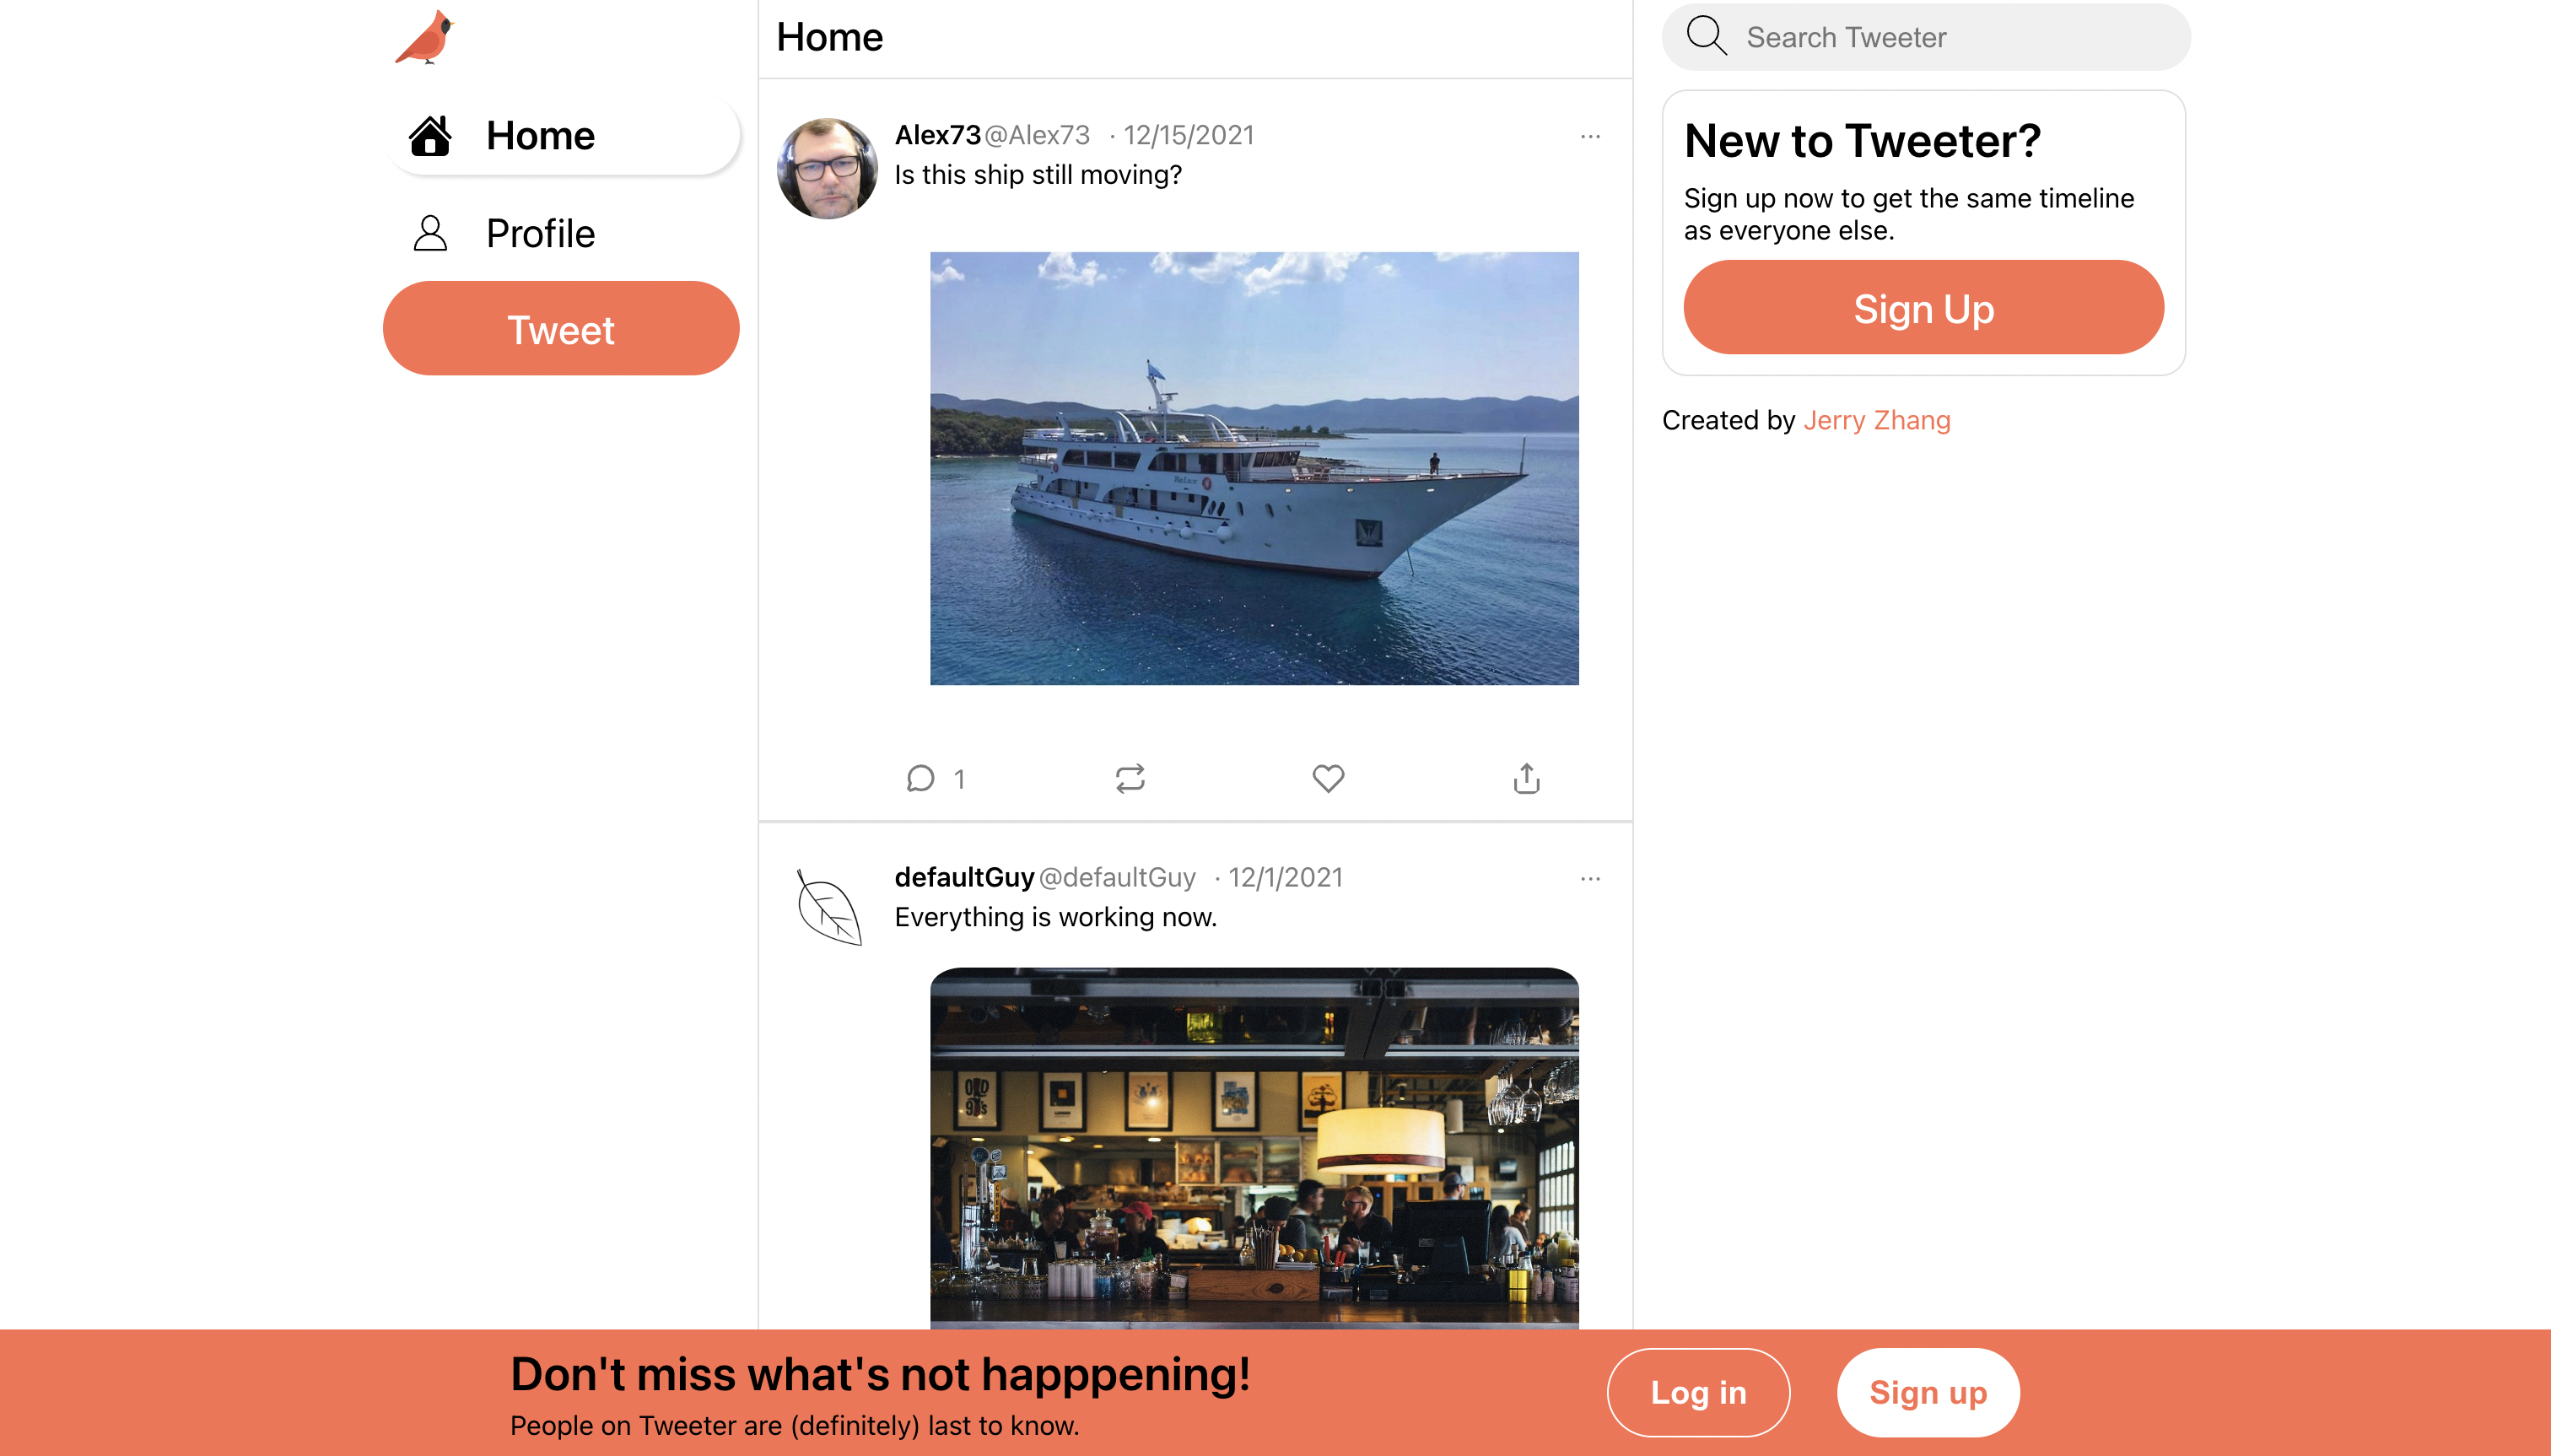 Home
Profile
Tweet
Home
Alex73 @Alex73 · 12/15/2021
Is this ship still moving?
Relax
1
defaultGuy @defaultGuy · 12/1/2021
Everything is working now.
OLD
97's
Search Tweeter
New to Tweeter?
Sign up now to get the same timeline
as everyone else.
Sign Up
Created by Jerry Zhang
Don't miss what's not happpening!
People on Tweeter are (definitely) last to know.
Log in
Sign up